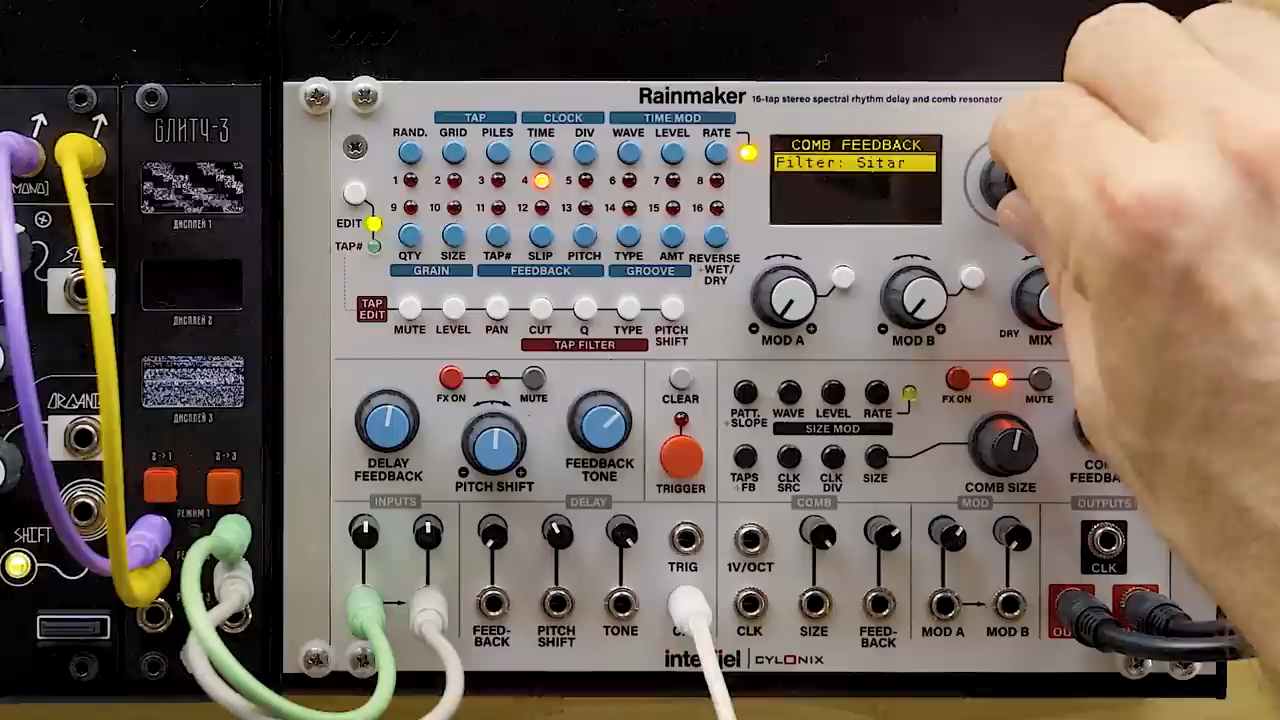 Rainmaker 16-tap stereo spectral rhythm delay and comb resonator
TAP CLOCK TIME MOD
RAND. GRID PILES TIME DIV WAVE LEVEL RATE
1 2 3 4 5 6 7 8
9 10 11 12 13 14 15 16
EDIT
TAP#
QTY SIZE TAP# SLIP PITCH TYPE AMT REVERSE
+WET/
DRY
GRAIN FEEDBACK GROOVE
COMB FEEDBACK
Filter: Sitar
TAP
EDIT
MUTE LEVEL PAN CUT Q TYPE PITCH
SHIFT
TAP FILTER
MOD A MOD B DRY MIX
FX ON MUTE
DELAY
FEEDBACK
PITCH SHIFT
FEEDBACK
TONE
CLEAR
TRIGGER
PATT.
+SLOPE
WAVE LEVEL RATE
SIZE MOD
TAPS
+FB
CLK
SRC
CLK
DIV
SIZE
FX ON MUTE
COMB SIZE
FEEDBA
INPUTS DELAY COMB MOD OUTPUTS
TRIG 1V/OCT CLK
FEED-
BACK
PITCH
SHIFT
TONE
CLK SIZE FEED-
BACK
MOD A MOD B
OU
intellijel CYLONIX
ГЛИТЧ-3
ДИСПЛЕЙ 1
ДИСПЛЕЙ 2
ДИСПЛЕЙ 3
2->1 2->3
РЕЖИМ 1
SHIFT